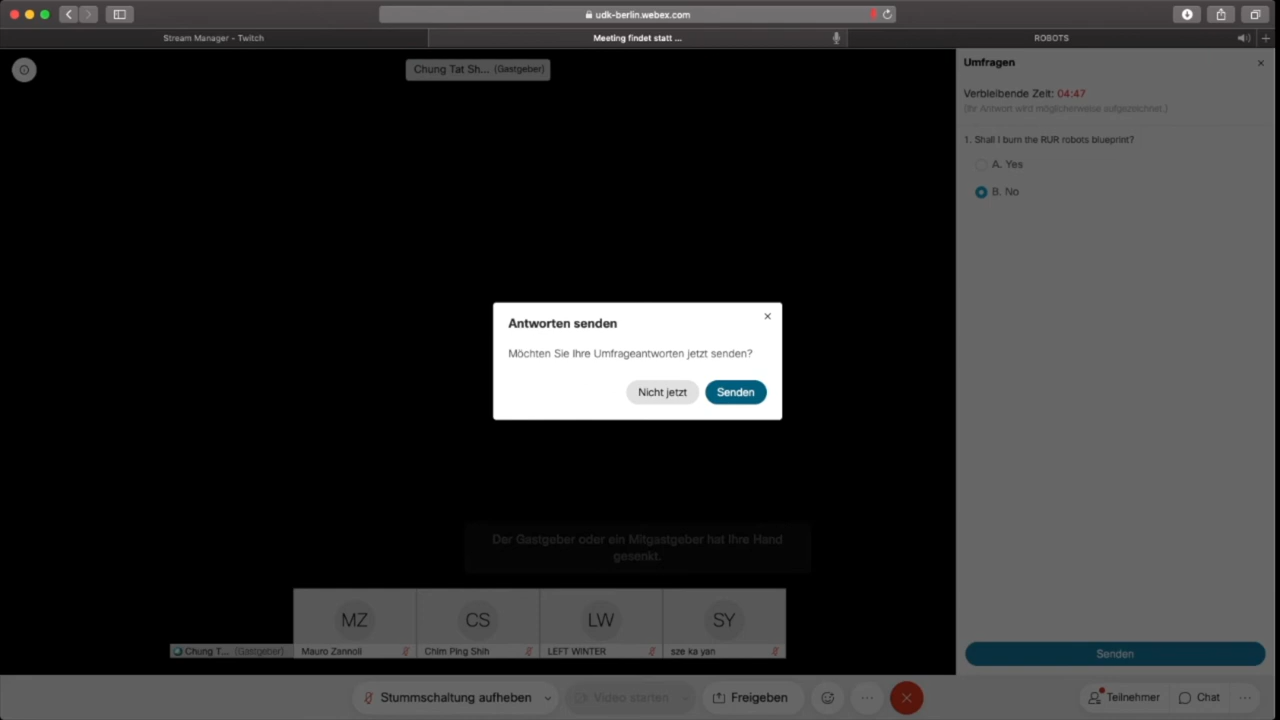 udk-berlin.webex.com
Stream Manager - Twitch
Meeting findet statt ...
ROBOTS
Chung Tat Sh... (Gastgeber)
Umfragen
Verbleibende Zeit: 04:47
(Ihr Antwort wird möglicherweise aufgezeichnet.)
1. Shall I burn the RUR robots blueprint?
A. Yes
B. No
Antworten senden
Möchten Sie Ihre Umfrageantworten jetzt senden?
Nicht jetzt
Senden
Der Gastgeber oder ein Mitgastgeber hat Ihre Hand
gesenkt.
MZ
CS
LW
SY
Chung T... (Gastgeber)
Mauro Zannoli
Chim Ping Shih
LEFT WINTER
sze ka yan
Senden
Stummschaltung aufheben
Video starten
Freigeben
Teilnehmer
Chat